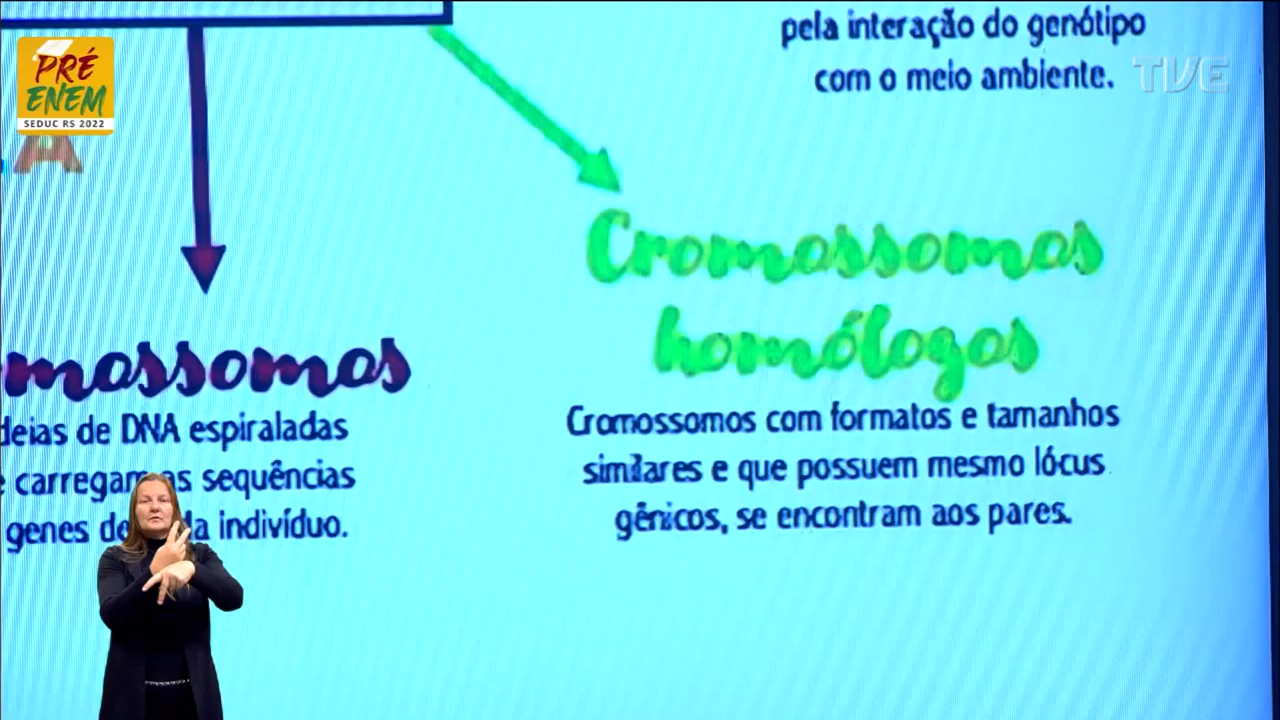 pela interação do genótipo
com o meio ambiente.
TVE
PRÉ
ENEM
SEDUC RS 2022
A
Cromossomos
homólogos
Cromossomos com formatos e tamanhos
similares e que possuem mesmo lócus
gênicos, se encontram aos pares.
mossomos
deias de DNA espiraladas
e carregam as sequências
genes de da indivíduo.